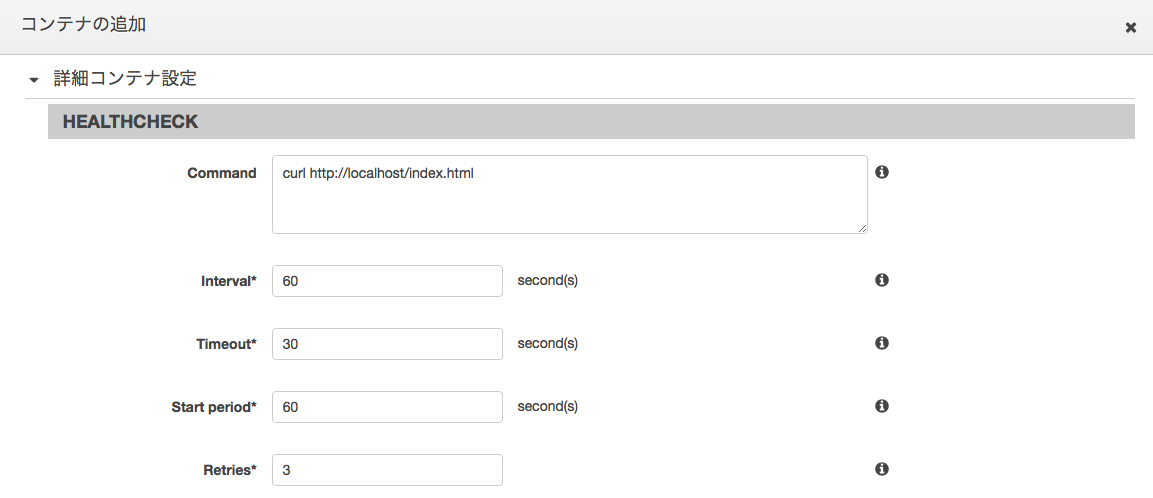 コンテナの追加
詳細コンテナ設定
HEALTHCHECK
Command
curl http://localhost/index.html
Interval* 60 second(s)
Timeout* 30 second(s)
Start period* 60 second(s)
Retries* 3